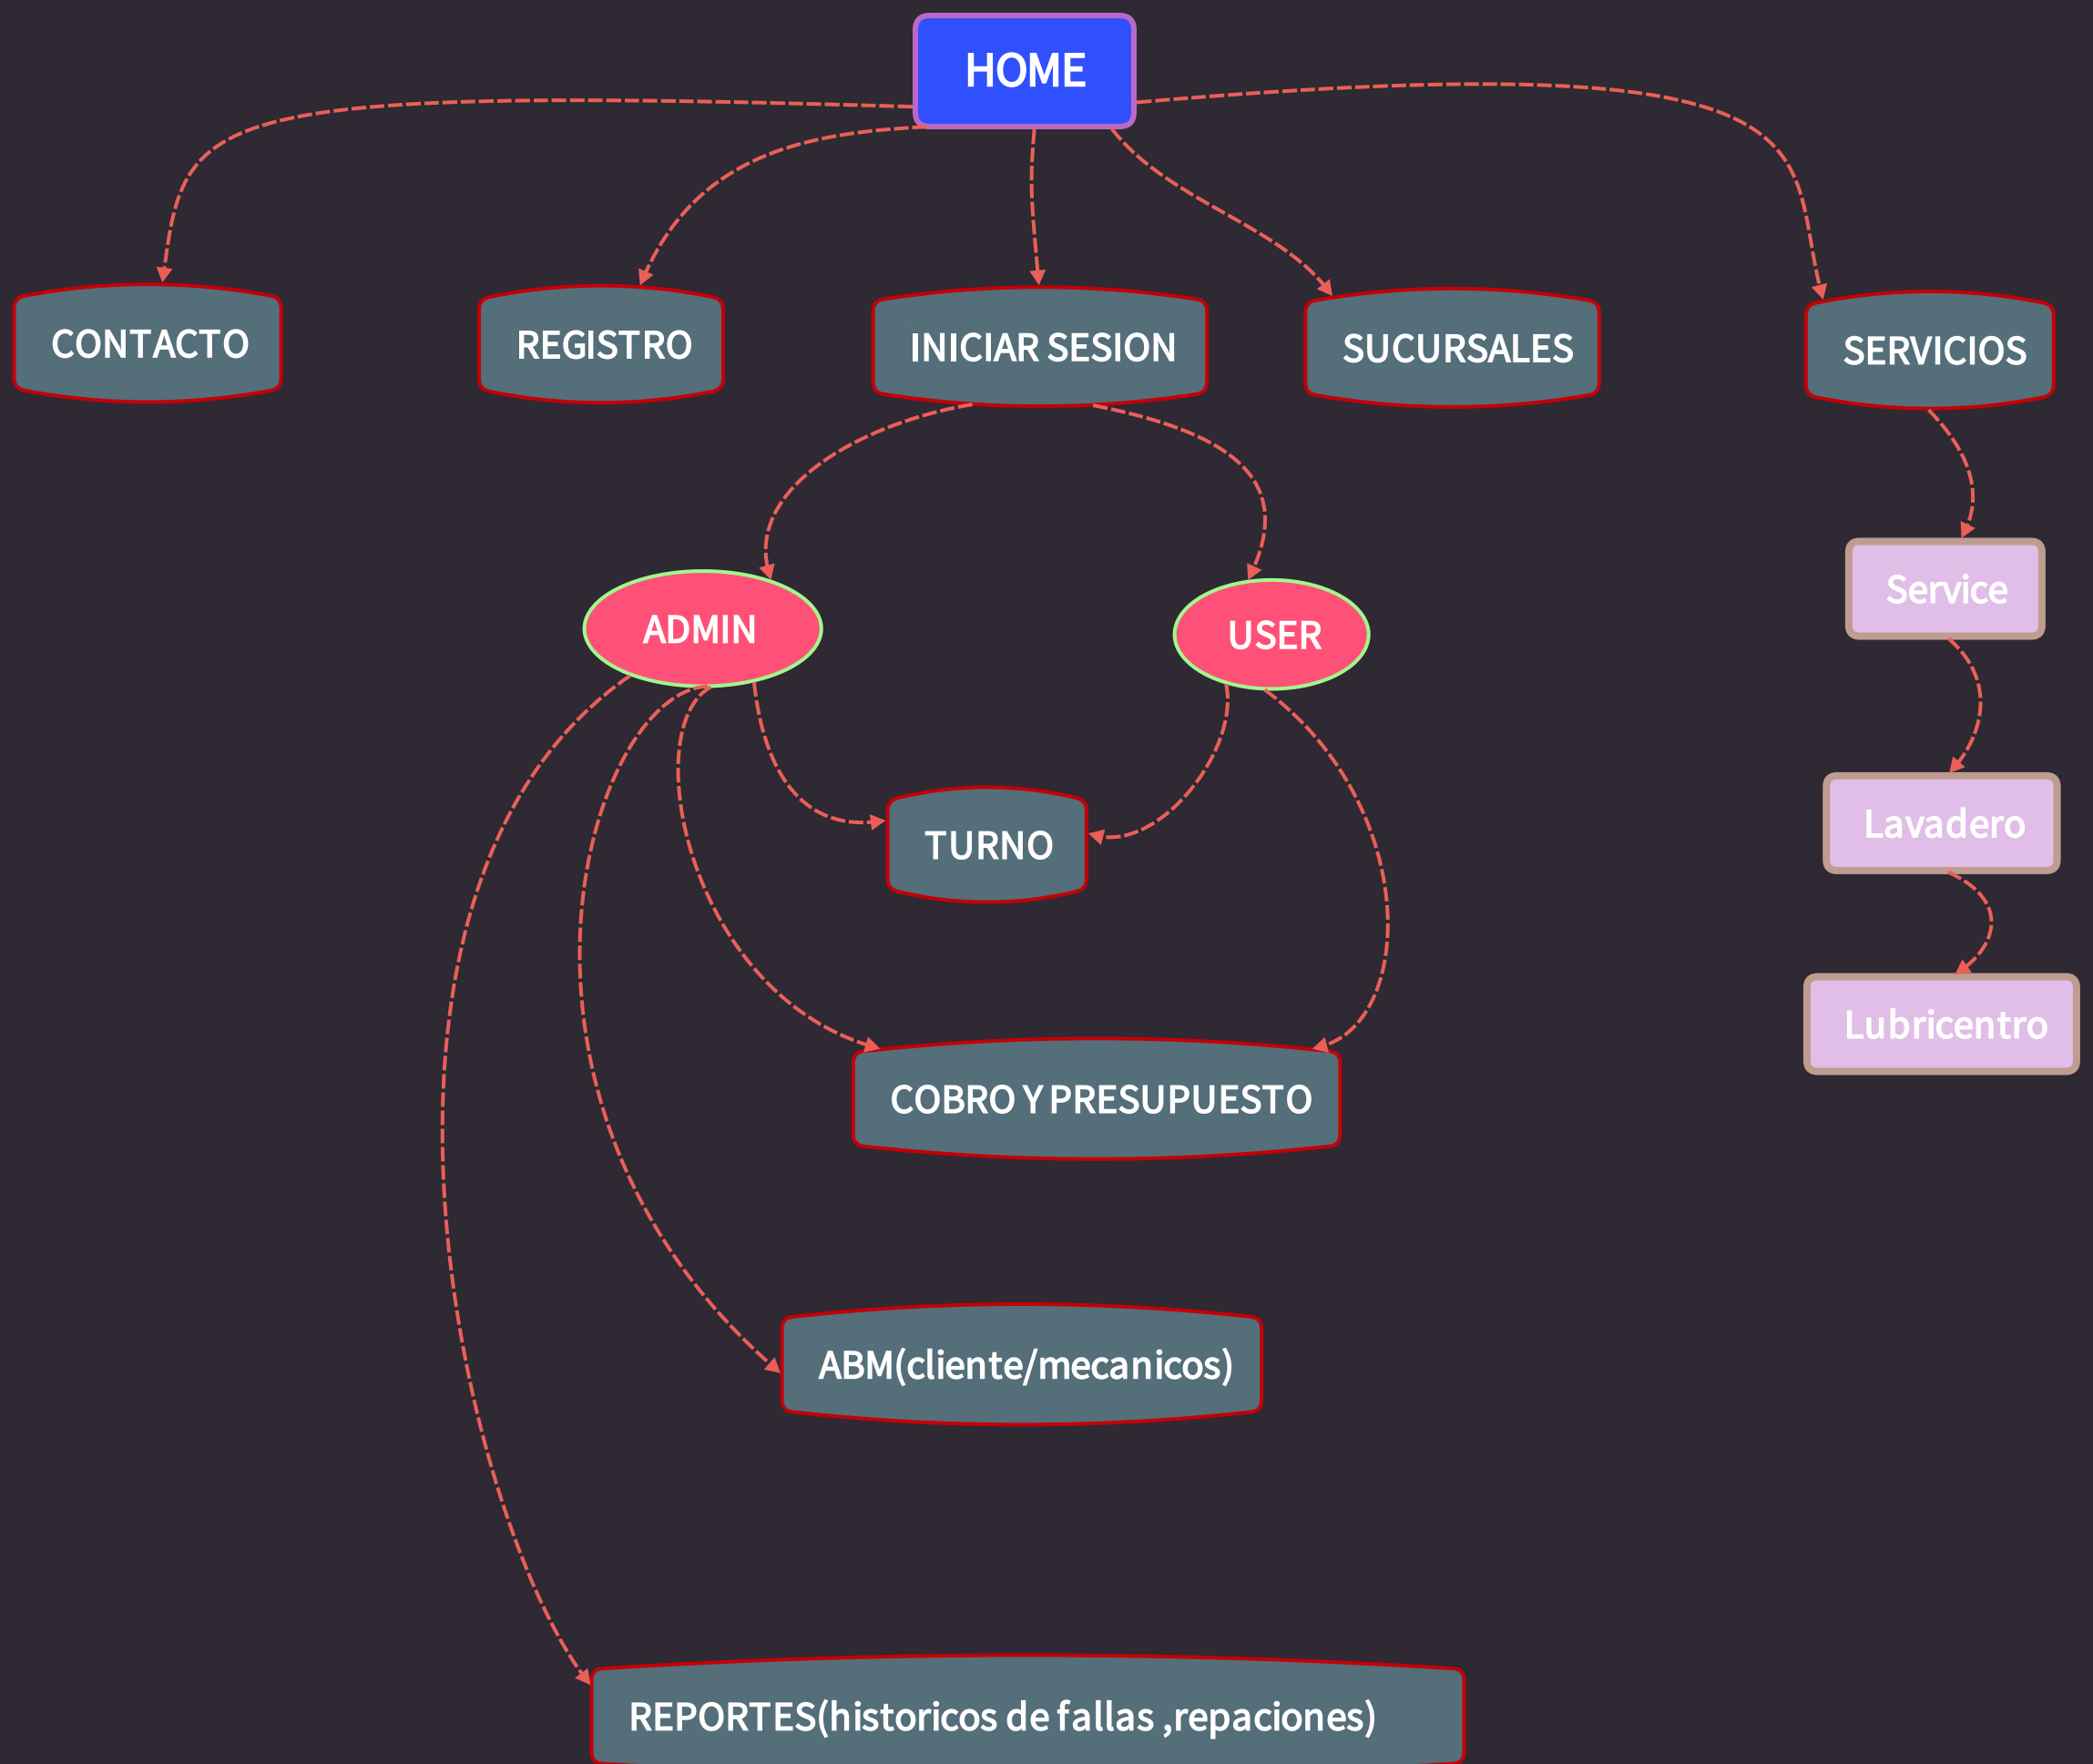 HOME
CONTACTO
REGISTRO
INICIAR SESION
SUCURSALES
SERVICIOS
Service
ADMIN
USER
Lavadero
TURNO
Lubricentro
COBRO Y PRESUPUESTO
ABM(cliente/mecanicos)
REPORTES(historicos de fallas ,repaciones)